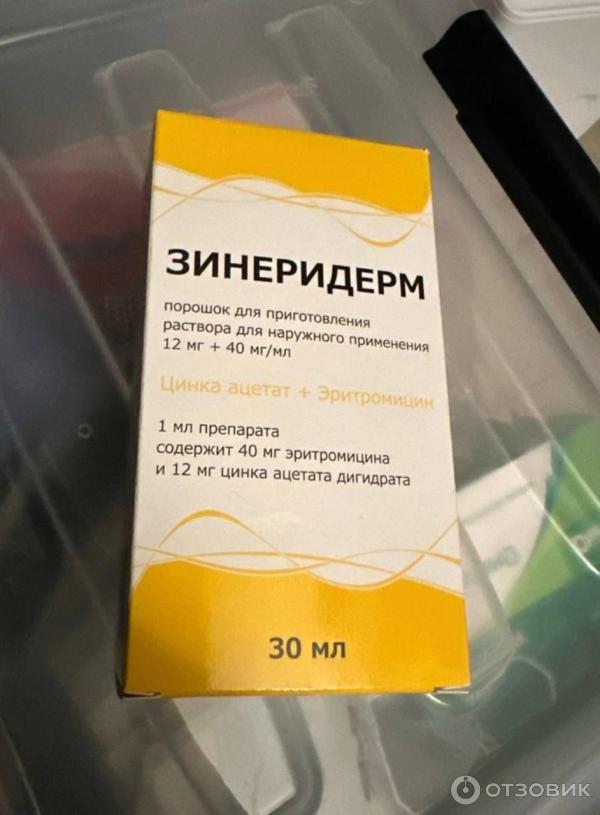 ЗИНЕРИДЕРМ
порошок для приготовления
раствора для наружного применения
12 мг + 40 мг/мл
Цинка ацетат + Эритромицин
1 мл препарата
содержит 40 мг эритромицина
и 12 мг цинка ацетата дигидрата
30 мл
ОТЗОВИК